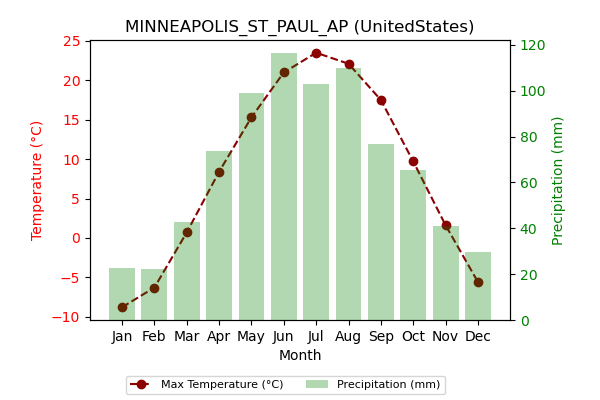 MINNEAPOLIS_ST_PAUL_AP (UnitedStates)
25
20
15
10
5
0
−5
−10
Temperature (°C)
120
100
80
60
40
20
0
Precipitation (mm)
Jan Feb Mar Apr May Jun Jul Aug Sep Oct Nov Dec
Month
Max Temperature (°C) Precipitation (mm)